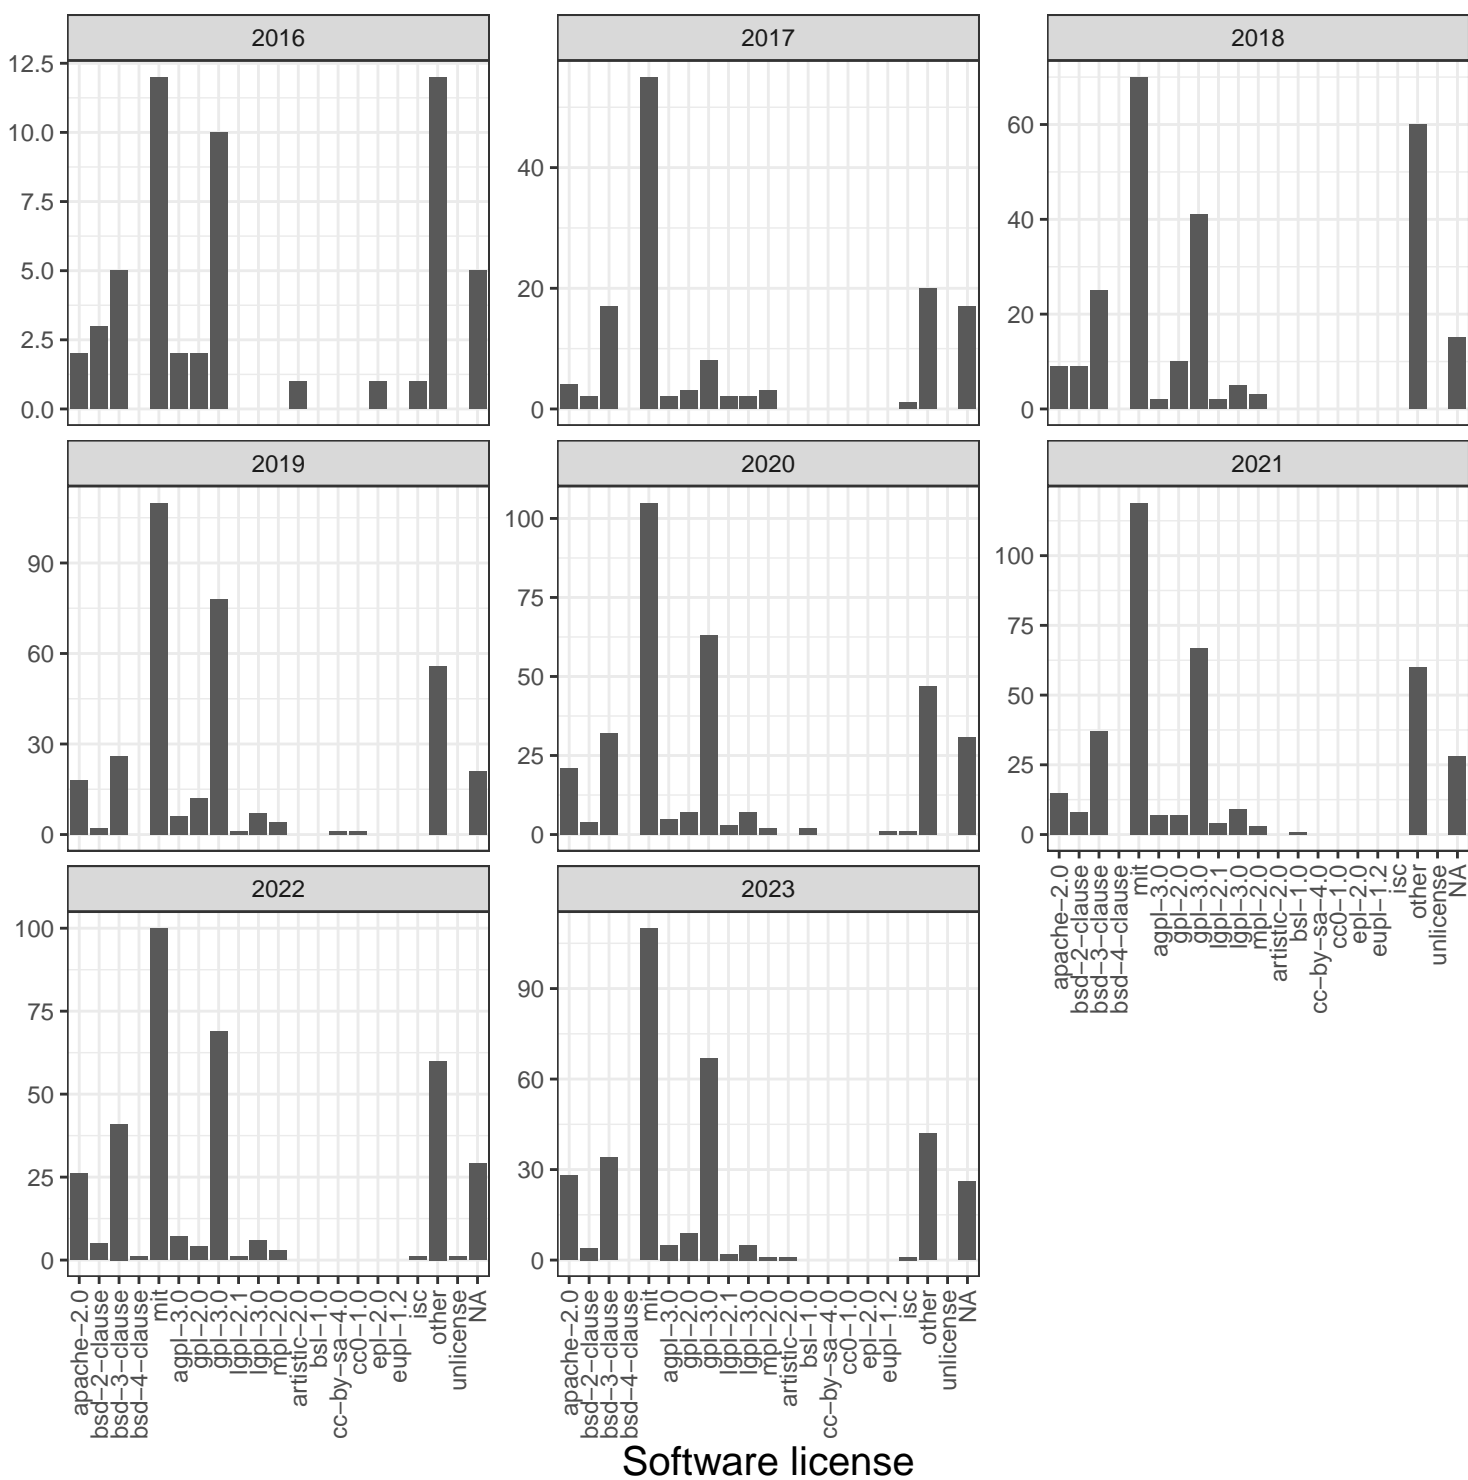 2016
2017
2018
12.5
10.0
7.5
5.0
2.5
0.0
40
20
0
60
40
20
0
2019
2020
2021
90
60
30
0
100
75
50
25
0
100
75
50
25
0
apache−2.0
bsd−2−clause
bsd−3−clause
bsd−4−clause
mit
agpl−3.0
gpl−2.0
gpl−3.0
lgpl−2.1
lgpl−3.0
mpl−2.0
artistic−2.0
bsl−1.0
cc−by−sa−4.0
cc0−1.0
epl−2.0
eupl−1.2
isc
other
unlicense
NA
2022
2023
100
75
50
25
0
90
60
30
0
apache−2.0
bsd−2−clause
bsd−3−clause
bsd−4−clause
mit
agpl−3.0
gpl−2.0
gpl−3.0
lgpl−2.1
lgpl−3.0
mpl−2.0
artistic−2.0
bsl−1.0
cc−by−sa−4.0
cc0−1.0
epl−2.0
eupl−1.2
isc
other
unlicense
NA
apache−2.0
bsd−2−clause
bsd−3−clause
bsd−4−clause
mit
agpl−3.0
gpl−2.0
gpl−3.0
lgpl−2.1
lgpl−3.0
mpl−2.0
artistic−2.0
bsl−1.0
cc−by−sa−4.0
cc0−1.0
epl−2.0
eupl−1.2
isc
other
unlicense
NA
Software license